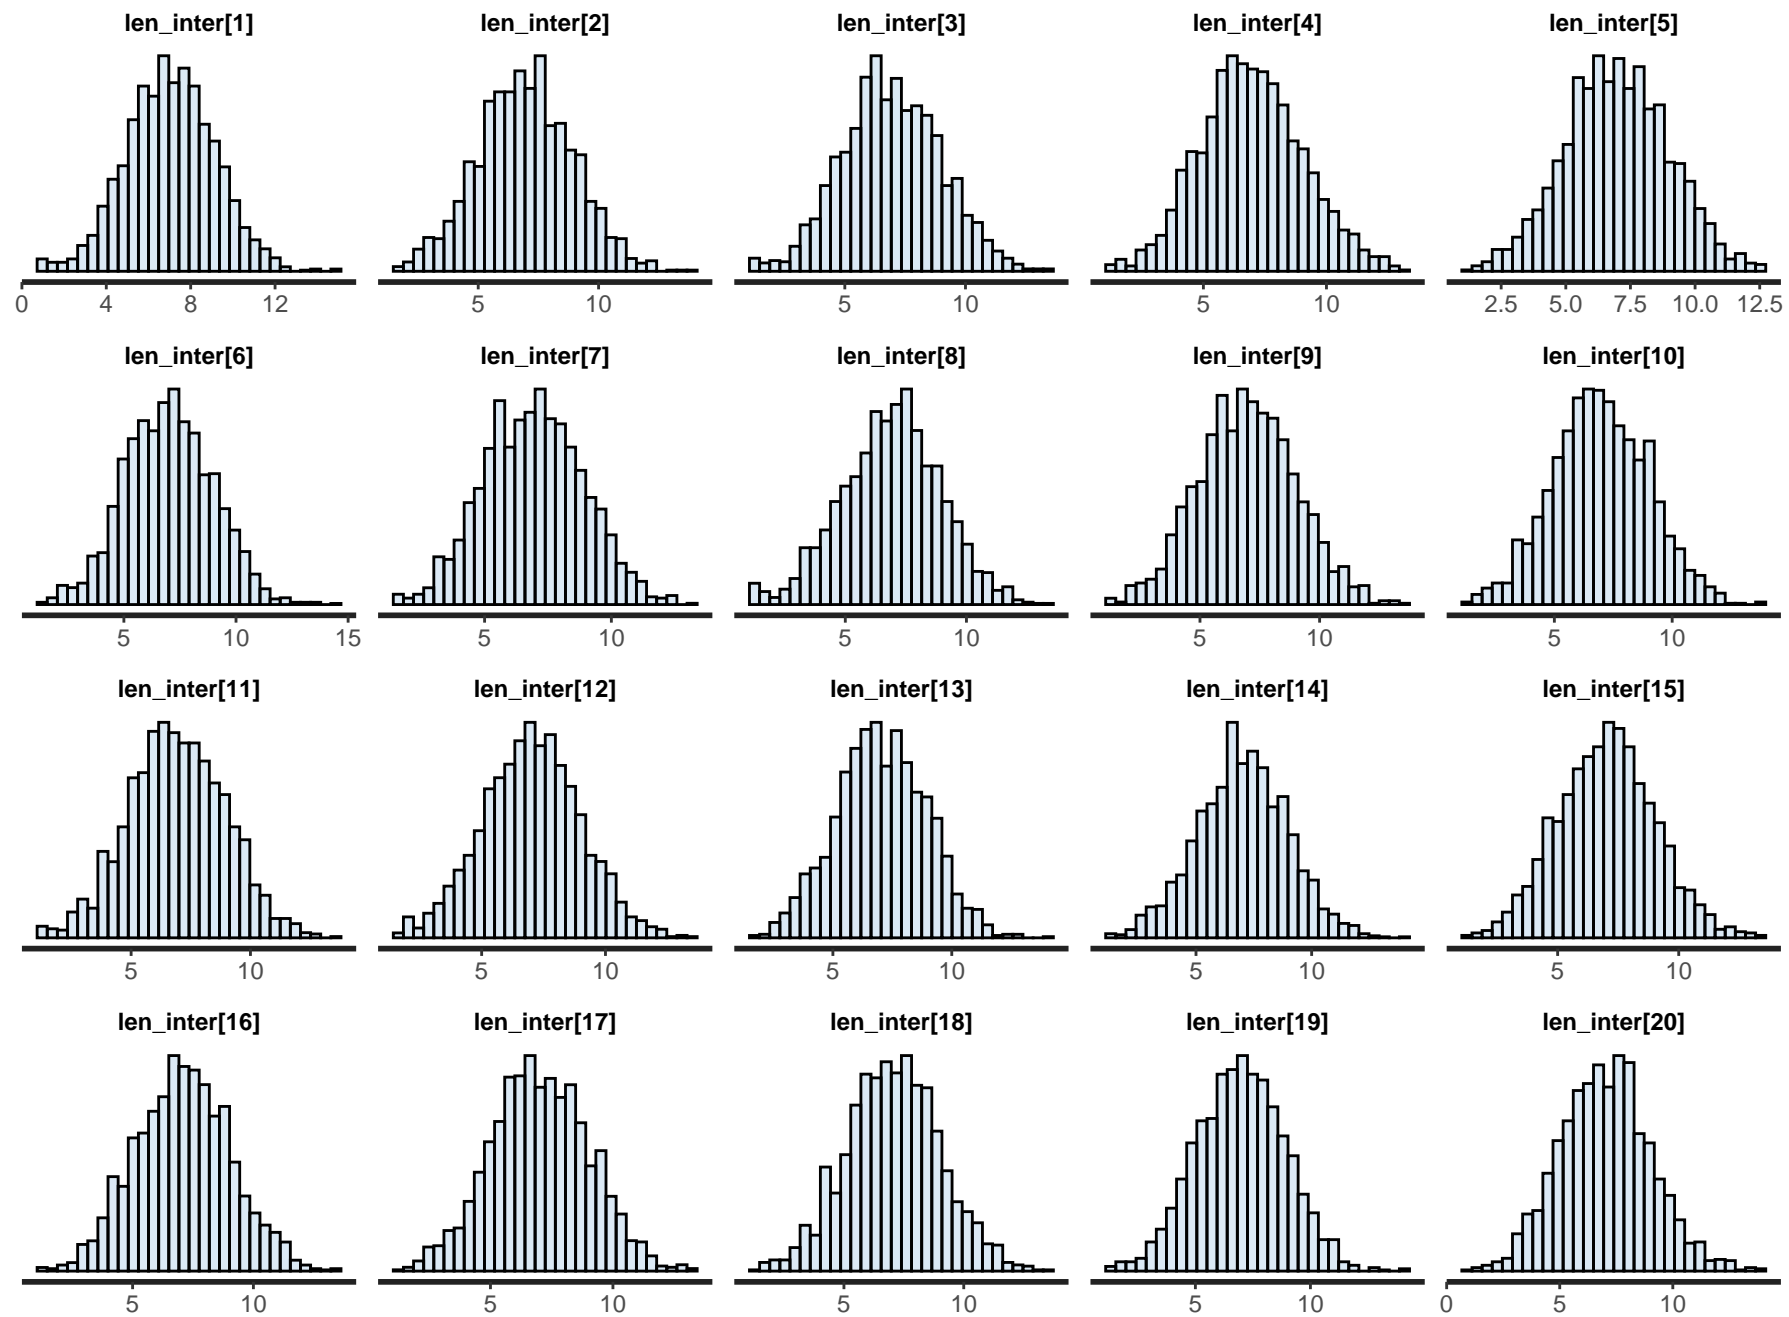 len_inter[1] len_inter[2] len_inter[3] len_inter[4] len_inter[5]
0 4 8 12 5 10 5 10 5 10 2.5 5.0 7.5 10.0 12.5
len_inter[6] len_inter[7] len_inter[8] len_inter[9] len_inter[10]
5 10 15 5 10 5 10 5 10 5 10
len_inter[11] len_inter[12] len_inter[13] len_inter[14] len_inter[15]
5 10 5 10 5 10 5 10 5 10
len_inter[16] len_inter[17] len_inter[18] len_inter[19] len_inter[20]
5 10 5 10 5 10 5 10 0 5 10